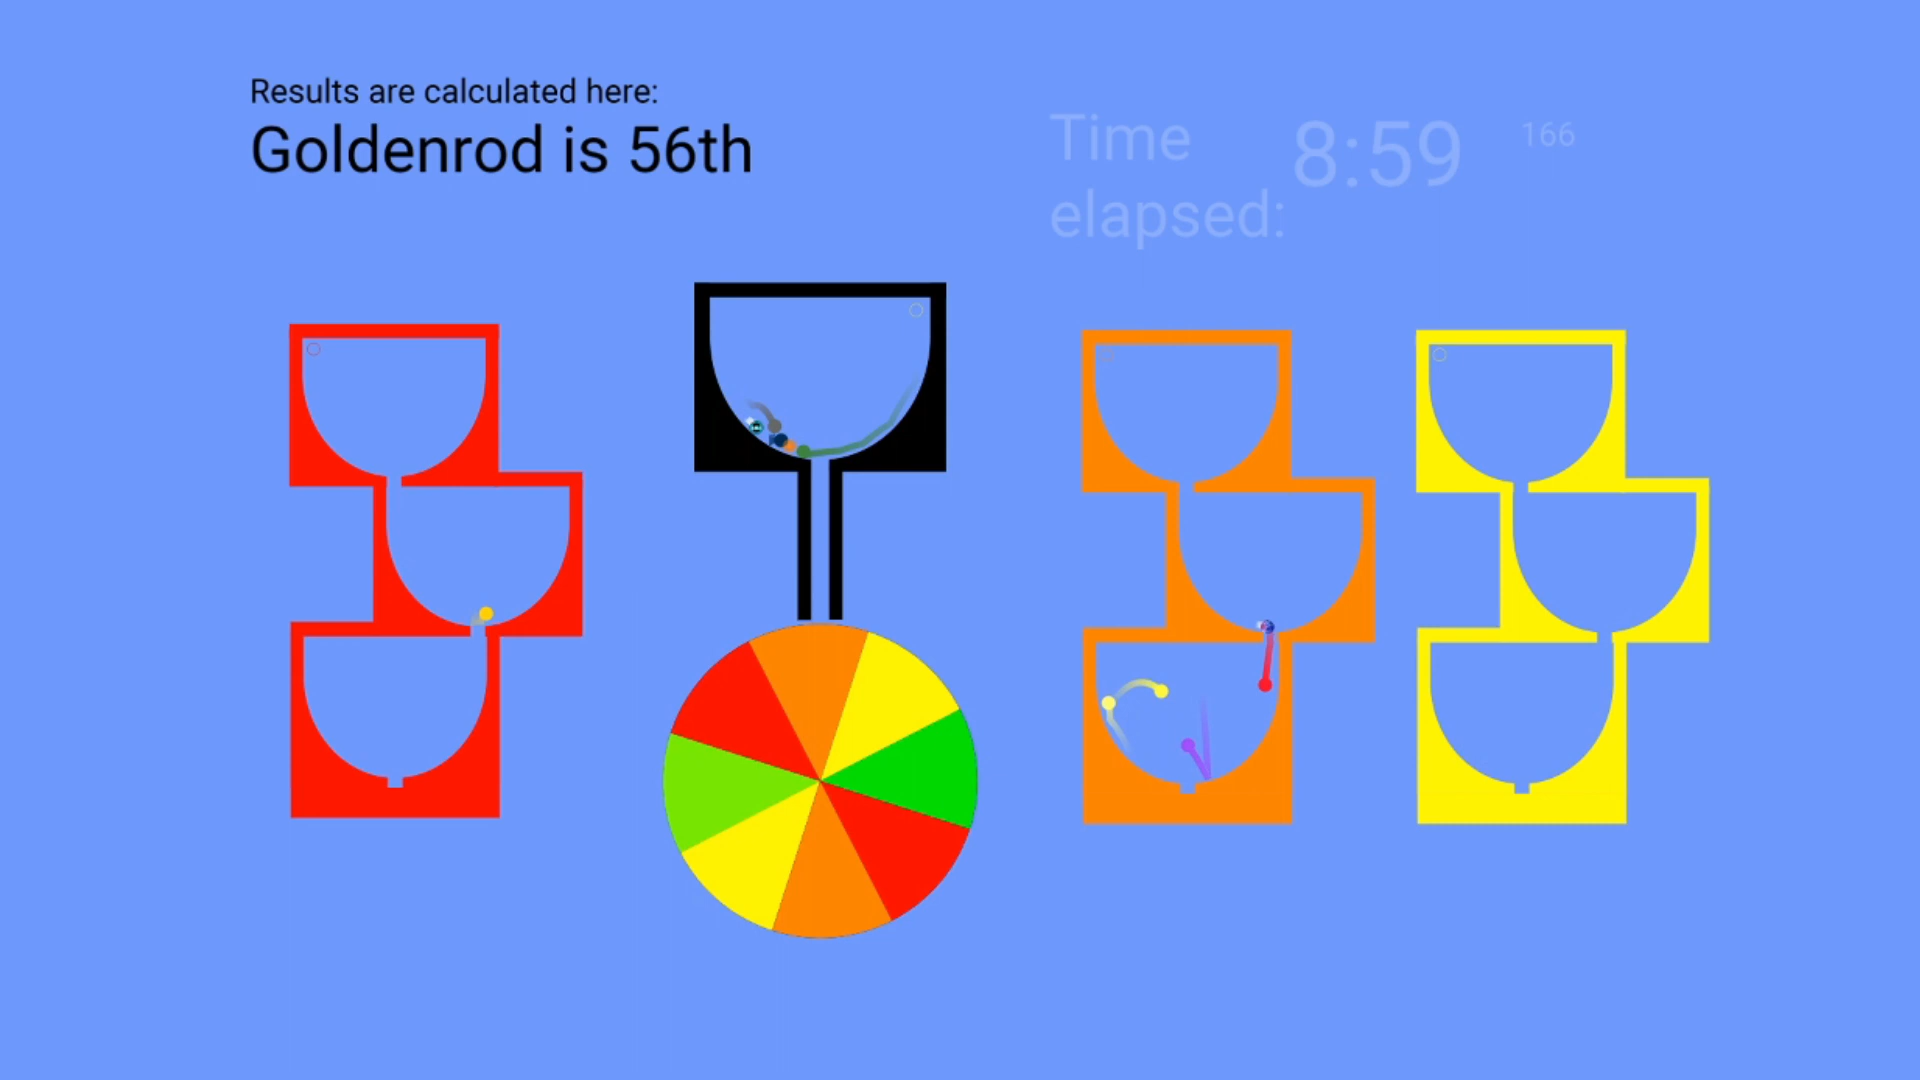 Results are calculated here:
Goldenrod is 56th
Time
elapsed:
8:59
166